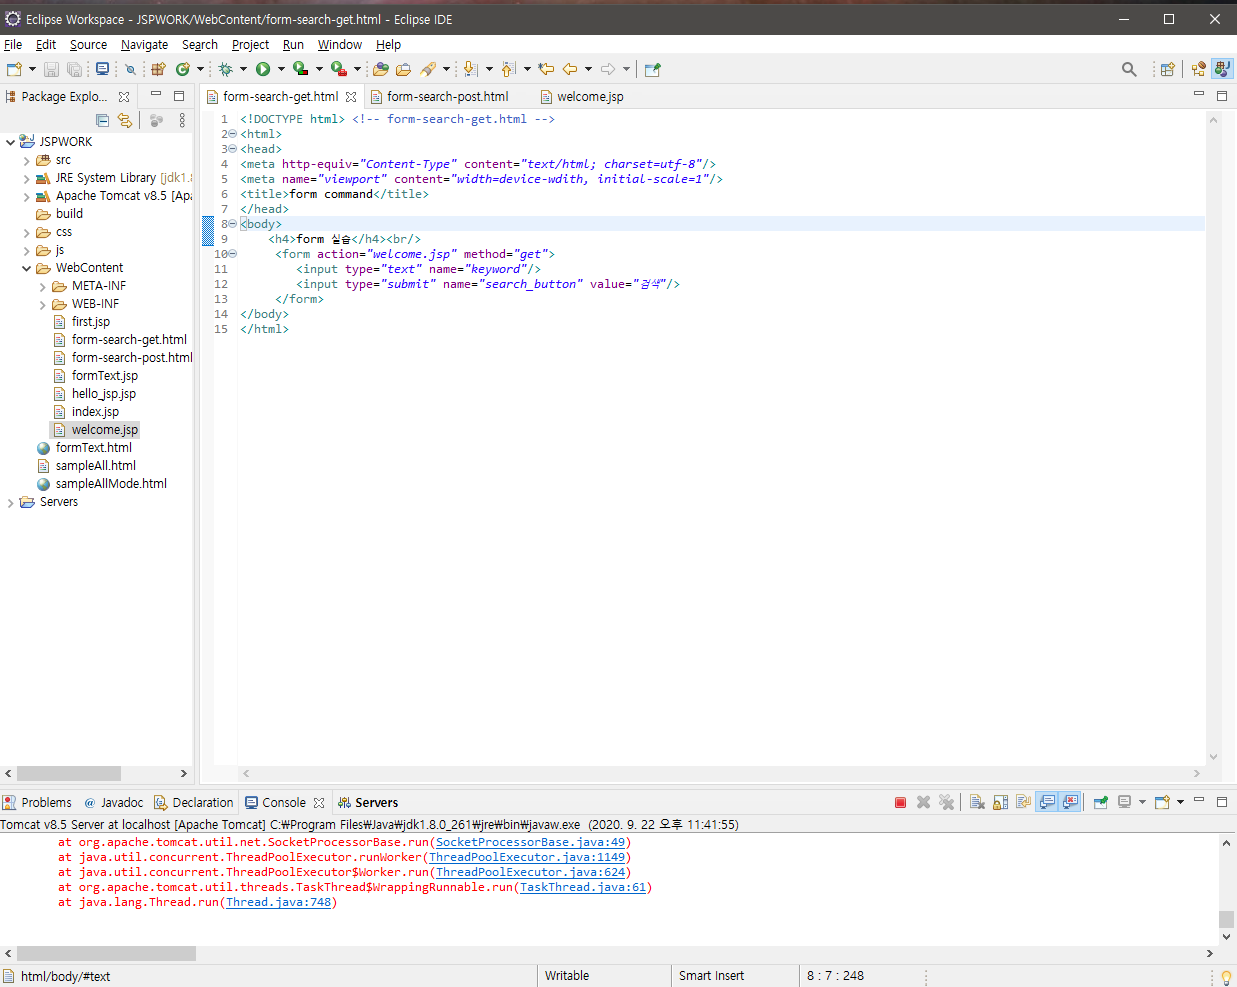 Eclipse Workspace - JSPWORK/WebContent/form-search-get.html - Eclipse IDE
File Edit Source Navigate Search Project Run Window Help
Package Explo...
form-search-get.html form-search-post.html welcome.jsp
JSPWORK
src
JRE System Library [jdk1.8
Apache Tomcat v8.5 [Apa
build
css
js
WebContent
META-INF
WEB-INF
first.jsp
form-search-get.html
form-search-post.html
formText.jsp
hello_jsp.jsp
index.jsp
welcome.jsp
formText.html
sampleAll.html
sampleAllMode.html
Servers
1 <!DOCTYPE html> <!-- form-search-get.html -->
2 <html>
3 <head>
4 <meta http-equiv="Content-Type" content="text/html; charset=utf-8"/>
5 <meta name="viewport" content="width=device-wdith, initial-scale=1"/>
6 <title>form command</title>
7 </head>
8 <body>
9 <h4>form 실습</h4><br/>
10 <form action="welcome.jsp" method="get">
11 <input type="text" name="keyword"/>
12 <input type="submit" name="search_button" value="검색"/>
13 </form>
14 </body>
15 </html>
Problems Javadoc Declaration Console Servers
Tomcat v8.5 Server at localhost [Apache Tomcat] C:₩Program Files₩Java₩jdk1.8.0_261₩jre₩bin₩javaw.exe (2020. 9. 22 오후 11:41:55)
at org.apache.tomcat.util.net.SocketProcessorBase.run(SocketProcessorBase.java:49)
at java.util.concurrent.ThreadPoolExecutor.runWorker(ThreadPoolExecutor.java:1149)
at java.util.concurrent.ThreadPoolExecutor$Worker.run(ThreadPoolExecutor.java:624)
at org.apache.tomcat.util.threads.TaskThread$WrappingRunnable.run(TaskThread.java:61)
at java.lang.Thread.run(Thread.java:748)
html/body/#text Writable Smart Insert 8 : 7 : 248